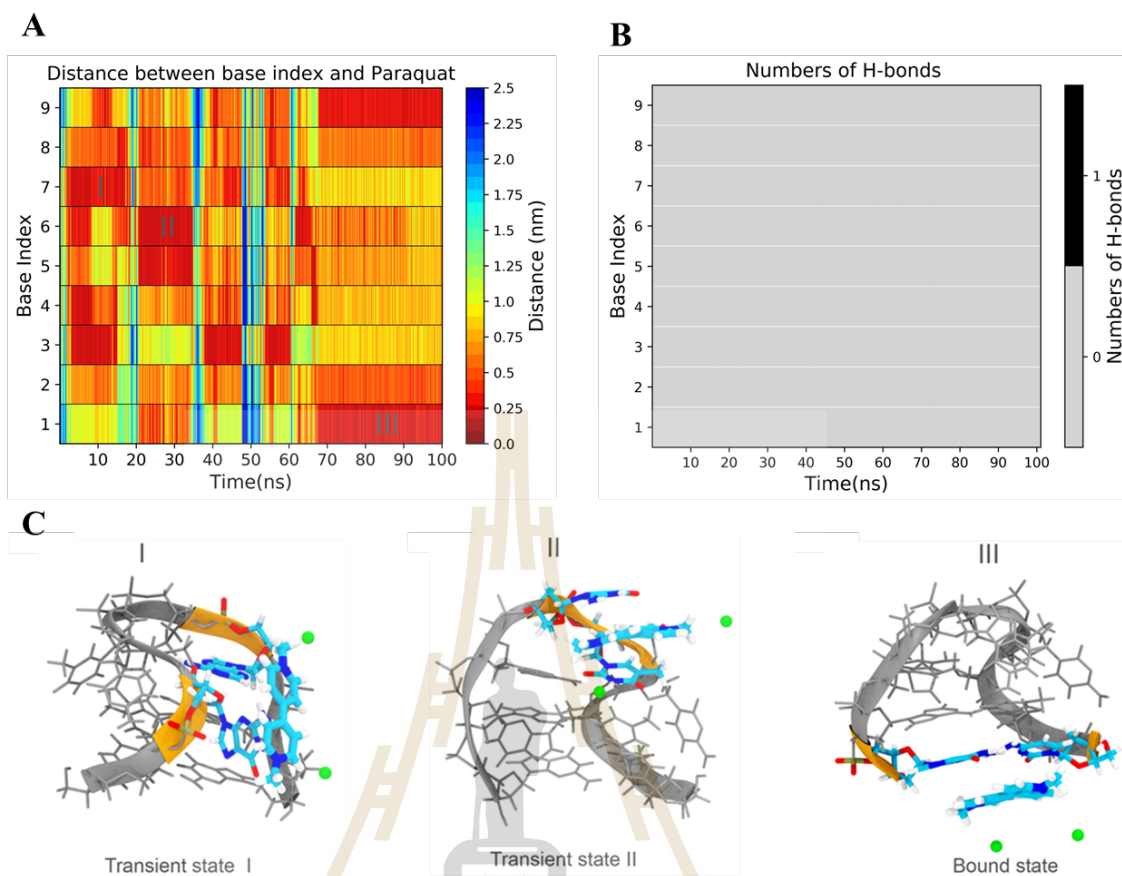 A
B
Distance between base index and Paraquat
Numbers of H-bonds
Base Index
9
8
7
6
5
4
3
2
1
I
II
III
10 20 30 40 50 60 70 80 90 100
Time(ns)
2.5
2.25
2.0
1.75
1.5
1.25
1.0
0.75
0.5
0.25
0.0
Distance (nm)
Base Index
9
8
7
6
5
4
3
2
1
10 20 30 40 50 60 70 80 90 100
Time(ns)
1
0
Numbers of H-bonds
C
I
II
III
Transient state I
Transient state II
Bound state